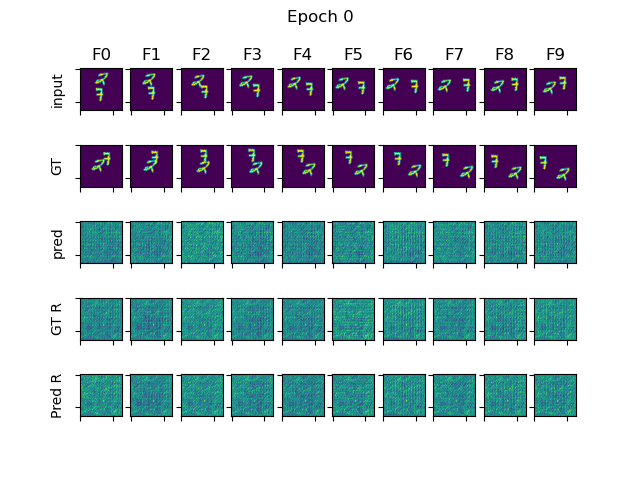 Epoch 0
F0 F1 F2 F3 F4 F5 F6 F7 F8 F9
input
GT
pred
GT R
Pred R